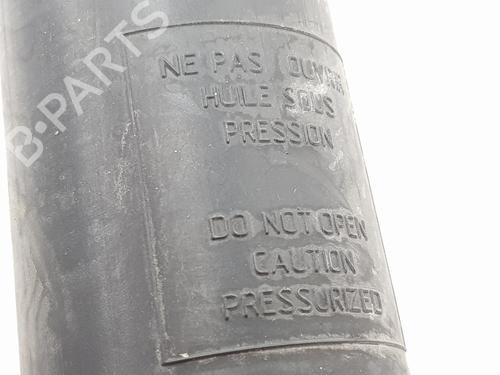 B-PARTS
NE PAS OUVRIR
HUILE SOUS
PRESSION
DO NOT OPEN
CAUTION
PRESSURIZED